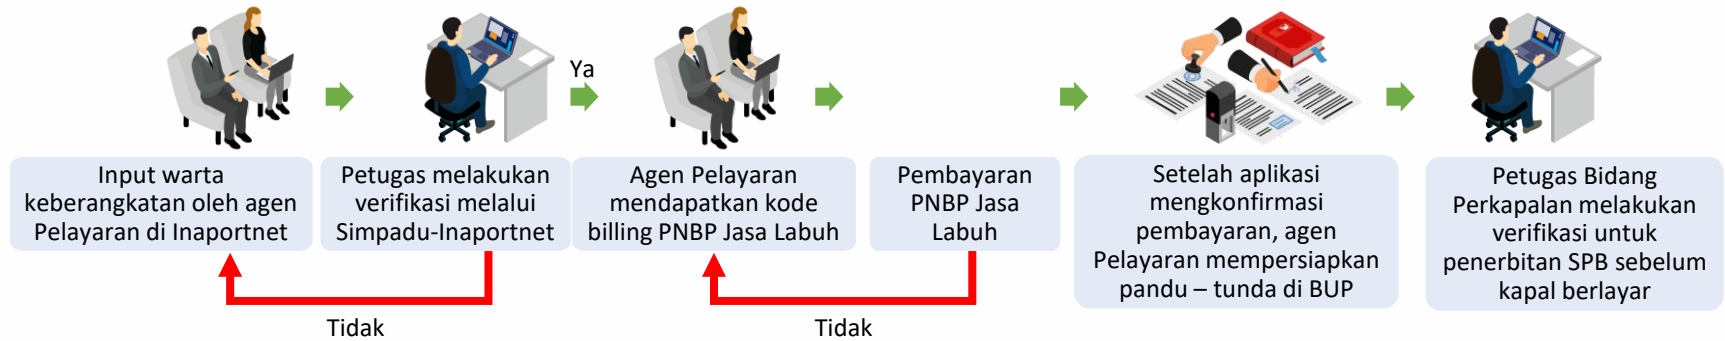 Ya
Input warta
keberangkatan oleh agen
Pelayaran di Inaportnet
Petugas melakukan
verifikasi melalui
Simpadu-Inaportnet
Agen Pelayaran
mendapatkan kode
billing PNBP Jasa Labuh
Pembayaran
PNBP Jasa
Labuh
Setelah aplikasi
mengkonfirmasi
pembayaran, agen
Pelayaran mempersiapkan
pandu – tunda di BUP
Petugas Bidang
Perkapalan melakukan
verifikasi untuk
penerbitan SPB sebelum
kapal berlayar
Tidak
Tidak